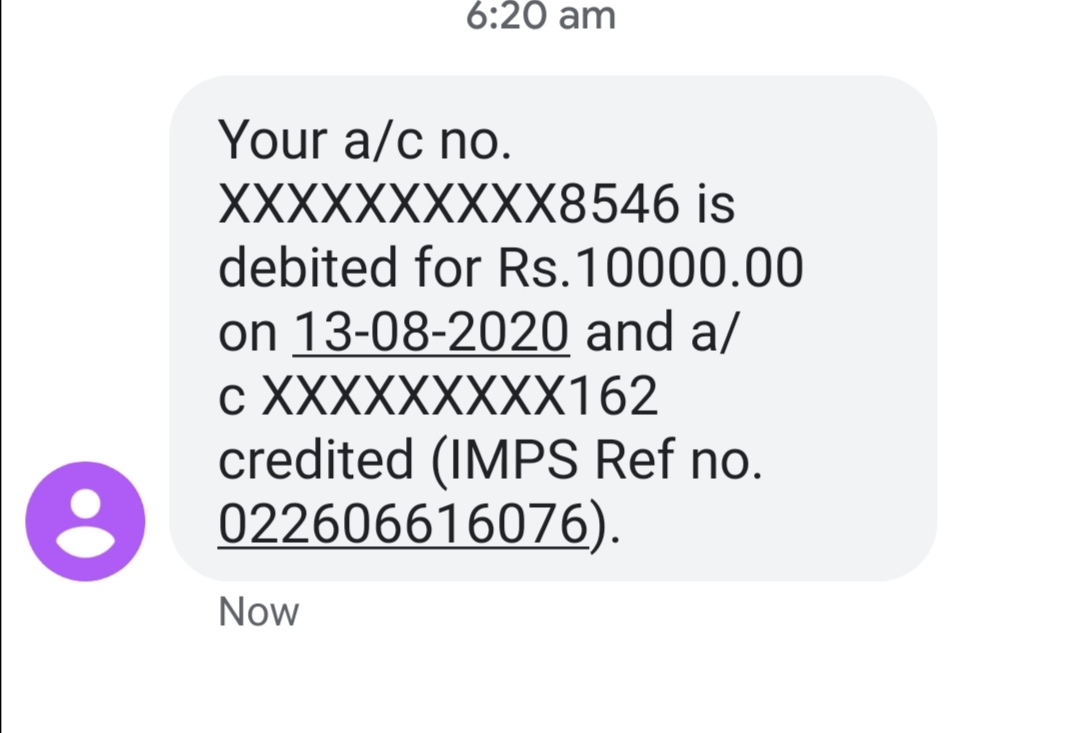 6:20 am
Your a/c no.
XXXXXXXXXX8546 is
debited for Rs.10000.00
on 13-08-2020 and a/
c XXXXXXXXX162
credited (IMPS Ref no.
022606616076).
Now